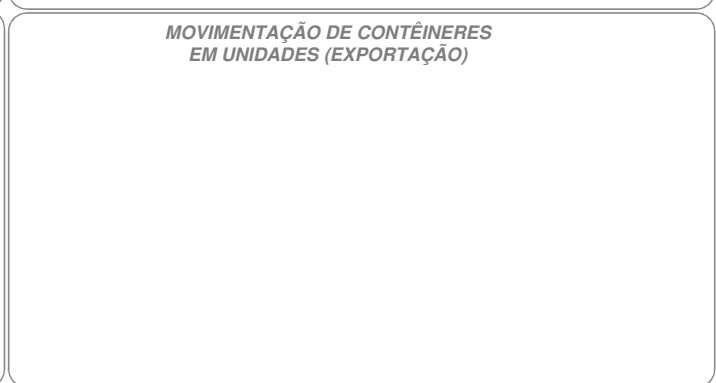 MOVIMENTAÇÃO DE CONTÊINERES
EM UNIDADES (EXPORTAÇÃO)